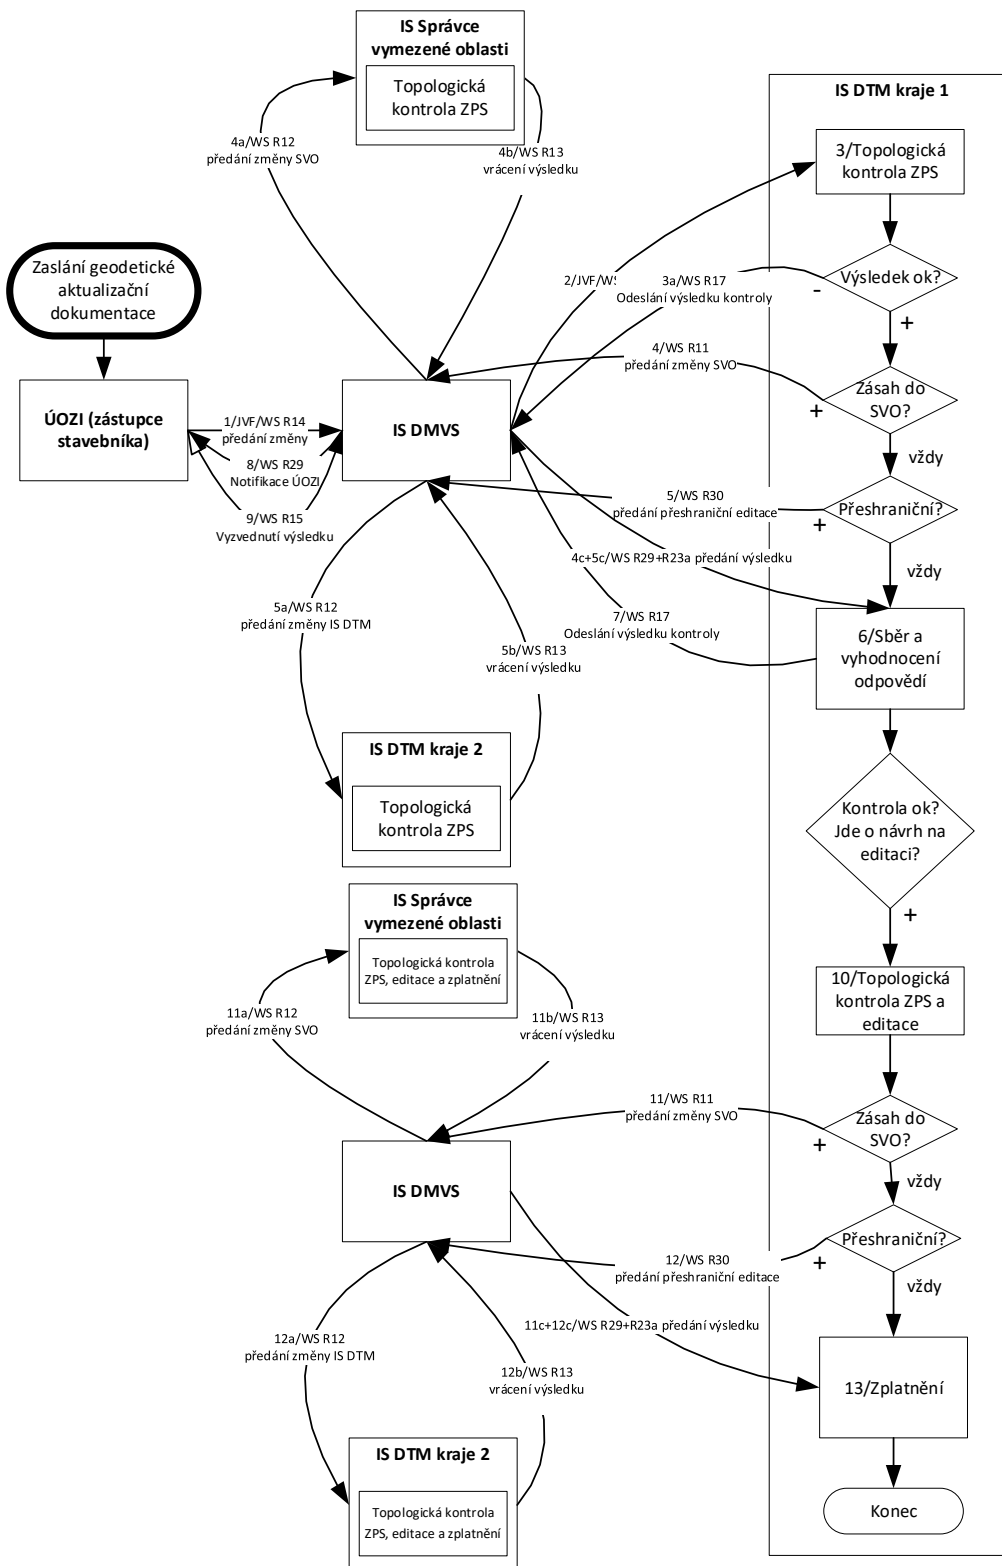 IS Správce
vymezené oblasti
Topologická
kontrola ZPS
4a/WS R12
předání změny SVO
4b/WS R13
vrácení výsledku
IS DTM kraje 1
3/Topologická
kontrola ZPS
Zaslání geodetické
aktualizační
dokumentace
2/JVF/WS
3a/WS R17
Odeslání výsledku kontroly
Výsledek ok?
-
+
4/WS R11
předání změny SVO
Zásah do
SVO?
+
vždy
ÚOZI (zástupce
stavebníka)
1/JVF/WS R14
předání změny
8/WS R29
Notifikace ÚOZI
9/WS R15
Vyzvednutí výsledku
IS DMVS
5/WS R30
předání přeshraniční editace
Přeshraniční?
+
vždy
4c+5c/WS R29+R23a předání výsledku
5a/WS R12
předání změny IS DTM
5b/WS R13
vrácení výsledku
7/WS R17
Odeslání výsledku kontroly
6/Sběr a
vyhodnocení
odpovědí
IS DTM kraje 2
Topologická
kontrola ZPS
Kontrola ok?
Jde o návrh na
editaci?
+
IS Správce
vymezené oblasti
Topologická kontrola
ZPS, editace a zplatnění
11a/WS R12
předání změny SVO
11b/WS R13
vrácení výsledku
10/Topologická
kontrola ZPS a
editace
11/WS R11
předání změny SVO
Zásah do
SVO?
+
vždy
IS DMVS
12/WS R30
předání přeshraniční editace
Přeshraniční?
+
vždy
11c+12c/WS R29+R23a předání výsledku
12a/WS R12
předání změny IS DTM
12b/WS R13
vrácení výsledku
13/Zplatnění
IS DTM kraje 2
Topologická kontrola
ZPS, editace a zplatnění
Konec